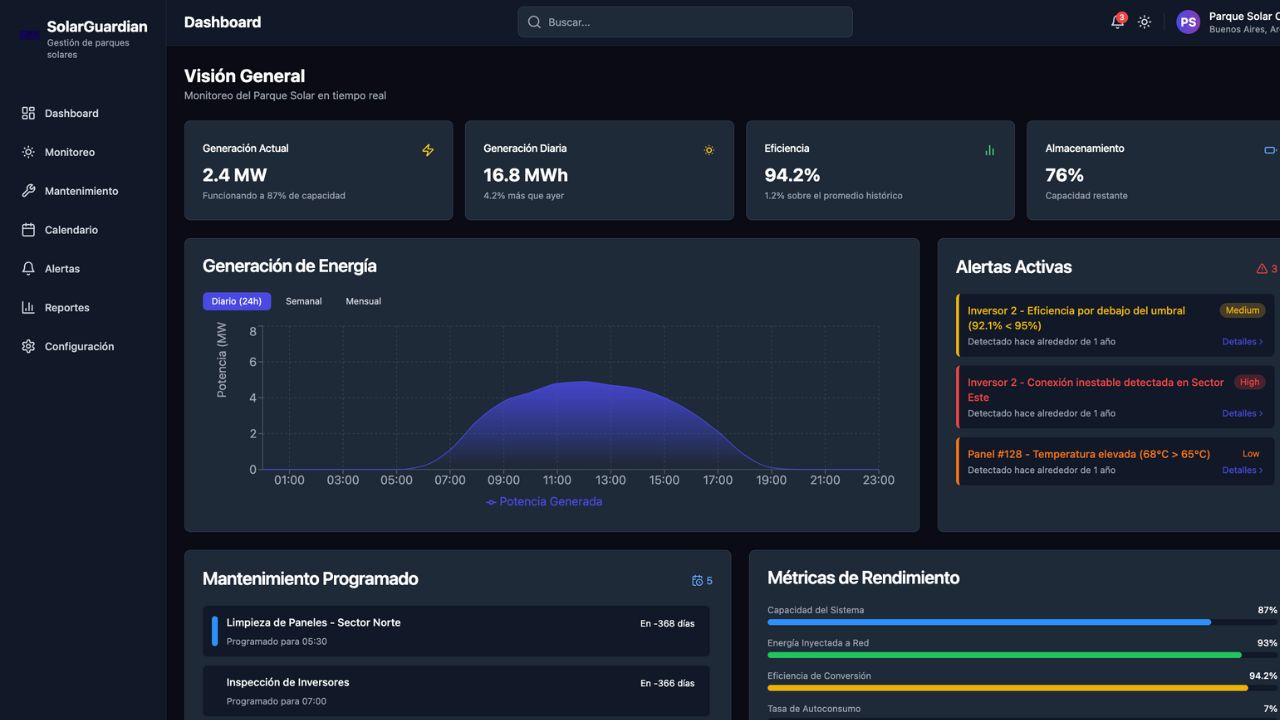 SolarGuardian
Gestión de parques
solares
Dashboard
Monitoreo
Mantenimiento
Calendario
Alertas
Reportes
Configuración
Dashboard
Buscar...
3
PS
Parque Solar C
Buenos Aires, Ar
Visión General
Monitoreo del Parque Solar en tiempo real
Generación Actual
2.4 MW
Funcionando a 87% de capacidad
Generación Diaria
16.8 MWh
4.2% más que ayer
Eficiencia
94.2%
1.2% sobre el promedio histórico
Almacenamiento
76%
Capacidad restante
Generación de Energía
Diario (24h) Semanal Mensual
Potencia (MW
8
6
4
2
0
01:00 03:00 05:00 07:00 09:00 11:00 13:00 15:00 17:00 19:00 21:00 23:00
Potencia Generada
Alertas Activas
3
Inversor 2 - Eficiencia por debajo del umbral
(92.1% < 95%)
Medium
Detectado hace alrededor de 1 año
Detalles
Inversor 2 - Conexión inestable detectada en Sector
Este
High
Detectado hace alrededor de 1 año
Detalles
Panel #128 - Temperatura elevada (68°C > 65°C)
Low
Detectado hace alrededor de 1 año
Detalles
Mantenimiento Programado
5
Limpieza de Paneles - Sector Norte
En -368 días
Programado para 05:30
Inspección de Inversores
En -366 días
Programado para 07:00
Métricas de Rendimiento
Capacidad del Sistema 87%
Energía Inyectada a Red 93%
Eficiencia de Conversión 94.2%
Tasa de Autoconsumo 7%